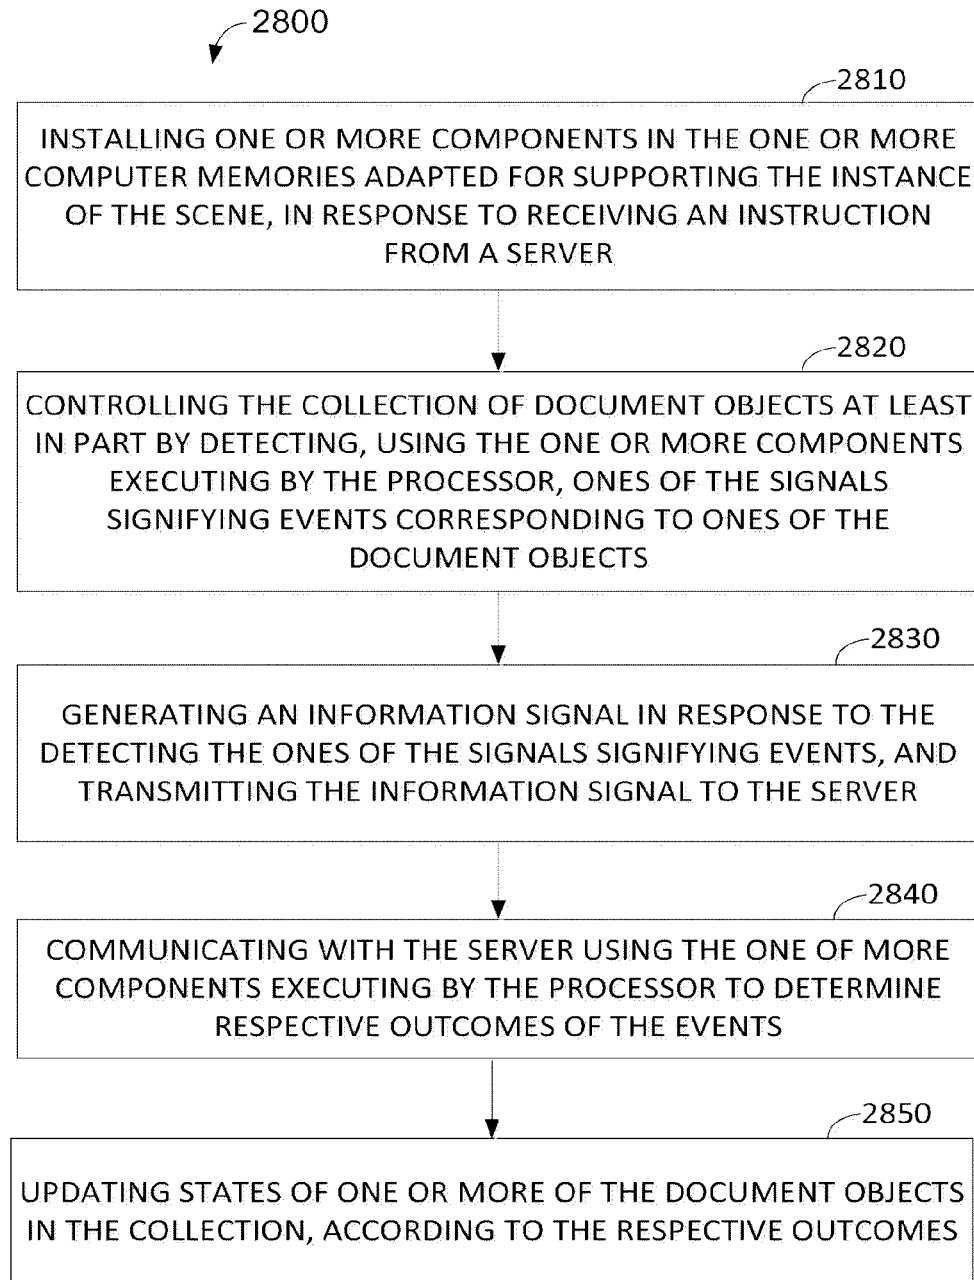 2800
2810
INSTALLING ONE OR MORE COMPONENTS IN THE ONE OR MORE
COMPUTER MEMORIES ADAPTED FOR SUPPORTING THE INSTANCE
OF THE SCENE, IN RESPONSE TO RECEIVING AN INSTRUCTION
FROM A SERVER
2820
CONTROLLING THE COLLECTION OF DOCUMENT OBJECTS AT LEAST
IN PART BY DETECTING, USING THE ONE OR MORE COMPONENTS
EXECUTING BY THE PROCESSOR, ONES OF THE SIGNALS
SIGNIFYING EVENTS CORRESPONDING TO ONES OF THE
DOCUMENT OBJECTS
2830
GENERATING AN INFORMATION SIGNAL IN RESPONSE TO THE
DETECTING THE ONES OF THE SIGNALS SIGNIFYING EVENTS, AND
TRANSMITTING THE INFORMATION SIGNAL TO THE SERVER
2840
COMMUNICATING WITH THE SERVER USING THE ONE OF MORE
COMPONENTS EXECUTING BY THE PROCESSOR TO DETERMINE
RESPECTIVE OUTCOMES OF THE EVENTS
2850
UPDATING STATES OF ONE OR MORE OF THE DOCUMENT OBJECTS
IN THE COLLECTION, ACCORDING TO THE RESPECTIVE OUTCOMES